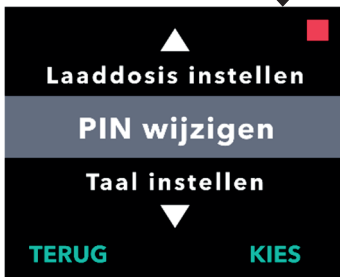 Laaddosis instellen
PIN wijzigen
Taal instellen
TERUG KIES